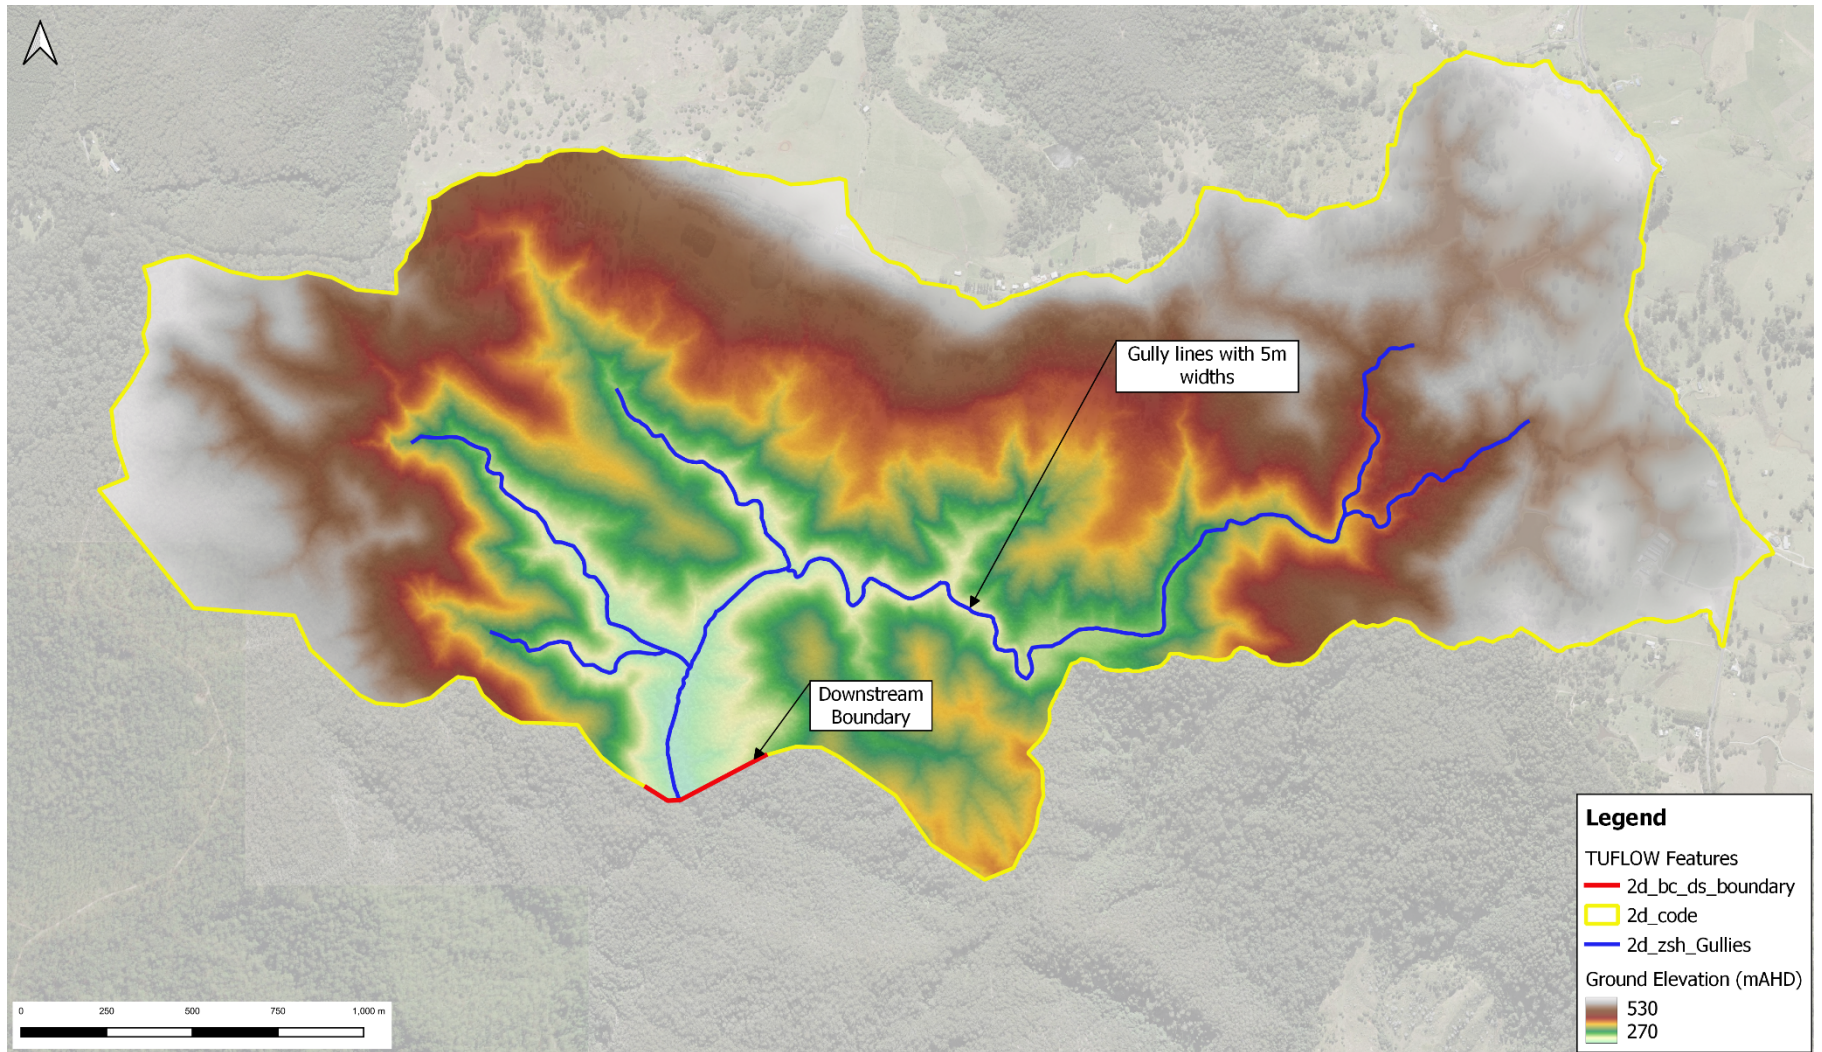 Gully lines with 5m
widths
Downstream
Boundary
Legend
TUFLOW Features
2d_bc_ds_boundary
2d_code
2d_zsh_Gullies
Ground Elevation (mAHD)
530
270
0 250 500 750 1,000 m